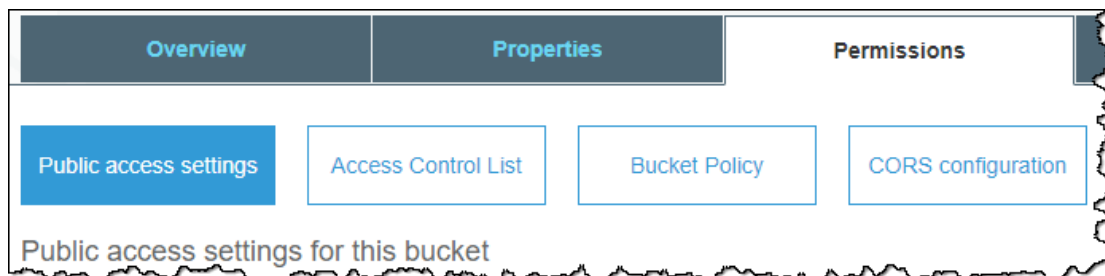 Overview Properties Permissions
Public access settings Access Control List Bucket Policy CORS configuration
Public access settings for this bucket